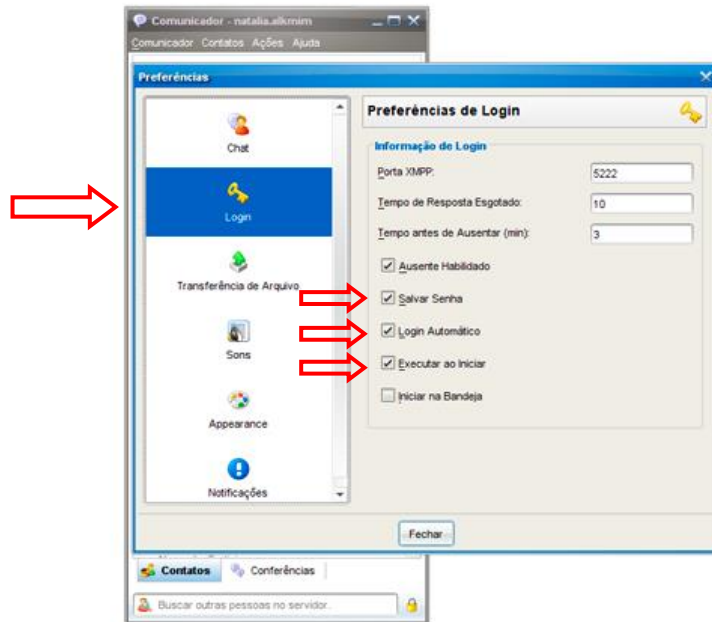 Comunicador - natalia.alkmim
Comunicador Contatos Ações Ajuda
Preferências
Chat
Login
Transferência de Arquivo
Sons
Appearance
Notificações
Preferências de Login
Informação de Login
Porta XMPP: 5222
Tempo de Resposta Esgotado: 10
Tempo antes de Ausentar (min): 3
Ausente Habilidado
Salvar Senha
Login Automático
Executar ao Iniciar
Iniciar na Bandeja
Fechar
Contatos Conferências
Buscar outras pessoas no servidor..